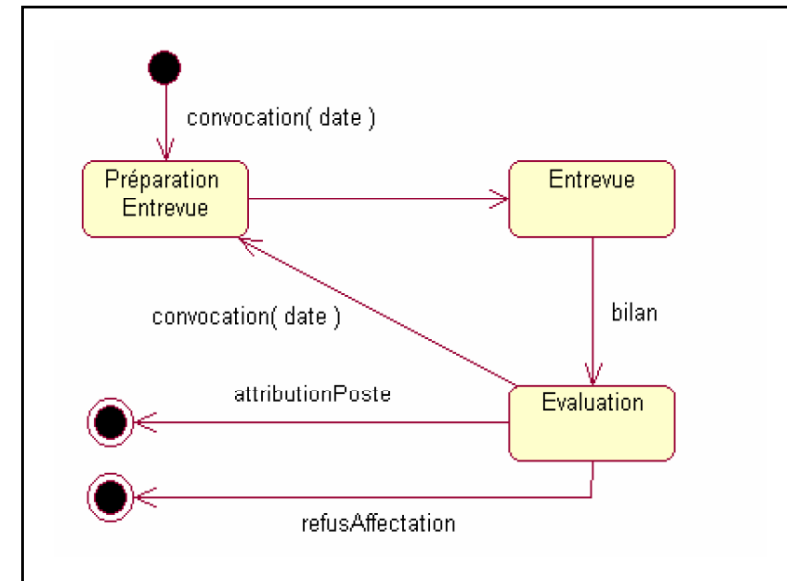 convocation( date )
Préparation
Entrevue
Entrevue
convocation( date )
bilan
attributionPoste
Evaluation
refusAffectation